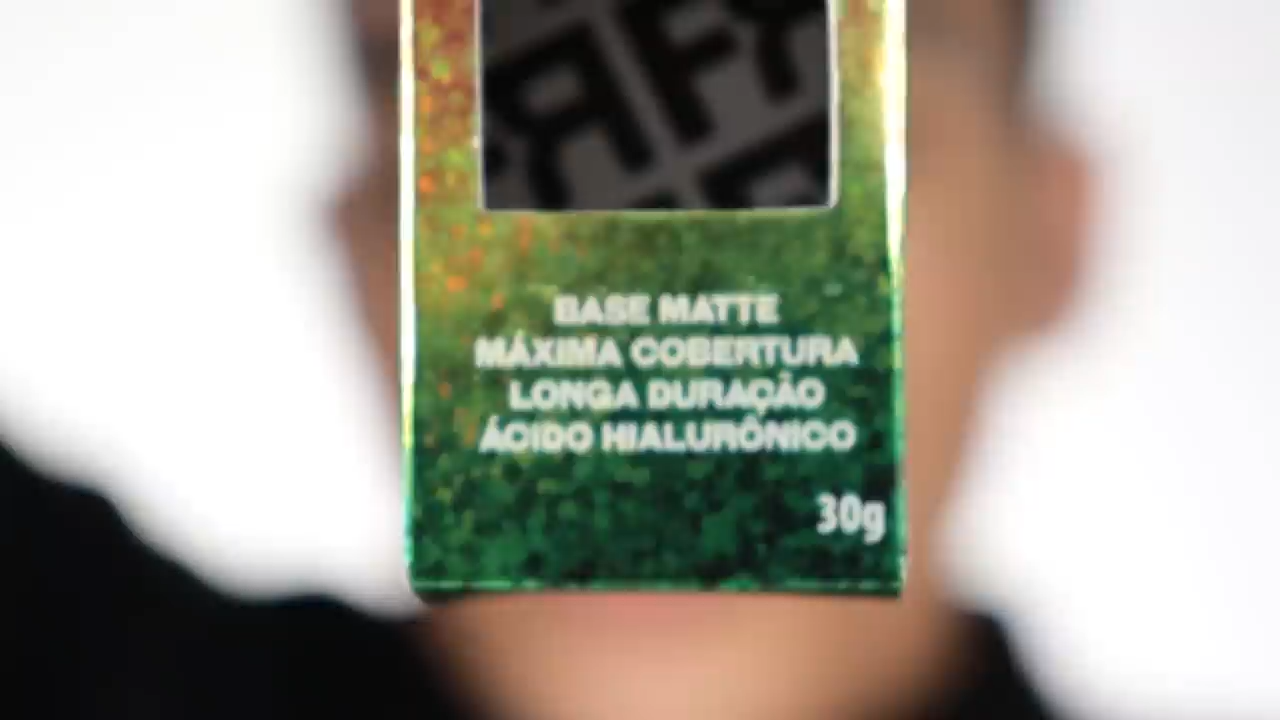 BASE MATTE
MÁXIMA COBERTURA
LONGA DURAÇÃO
ÁCIDO HIALURÔNICO
30g